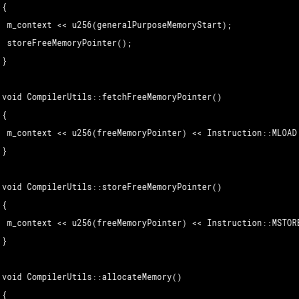 {
m_context << u256(generalPurposeMemoryStart);
storeFreeMemoryPointer();
}
void CompilerUtils::fetchFreeMemoryPointer()
{
m_context << u256(freeMemoryPointer) << Instruction::MLOAD
}
void CompilerUtils::storeFreeMemoryPointer()
{
m_context << u256(freeMemoryPointer) << Instruction::MSTORE
}
void CompilerUtils::allocateMemory()
{